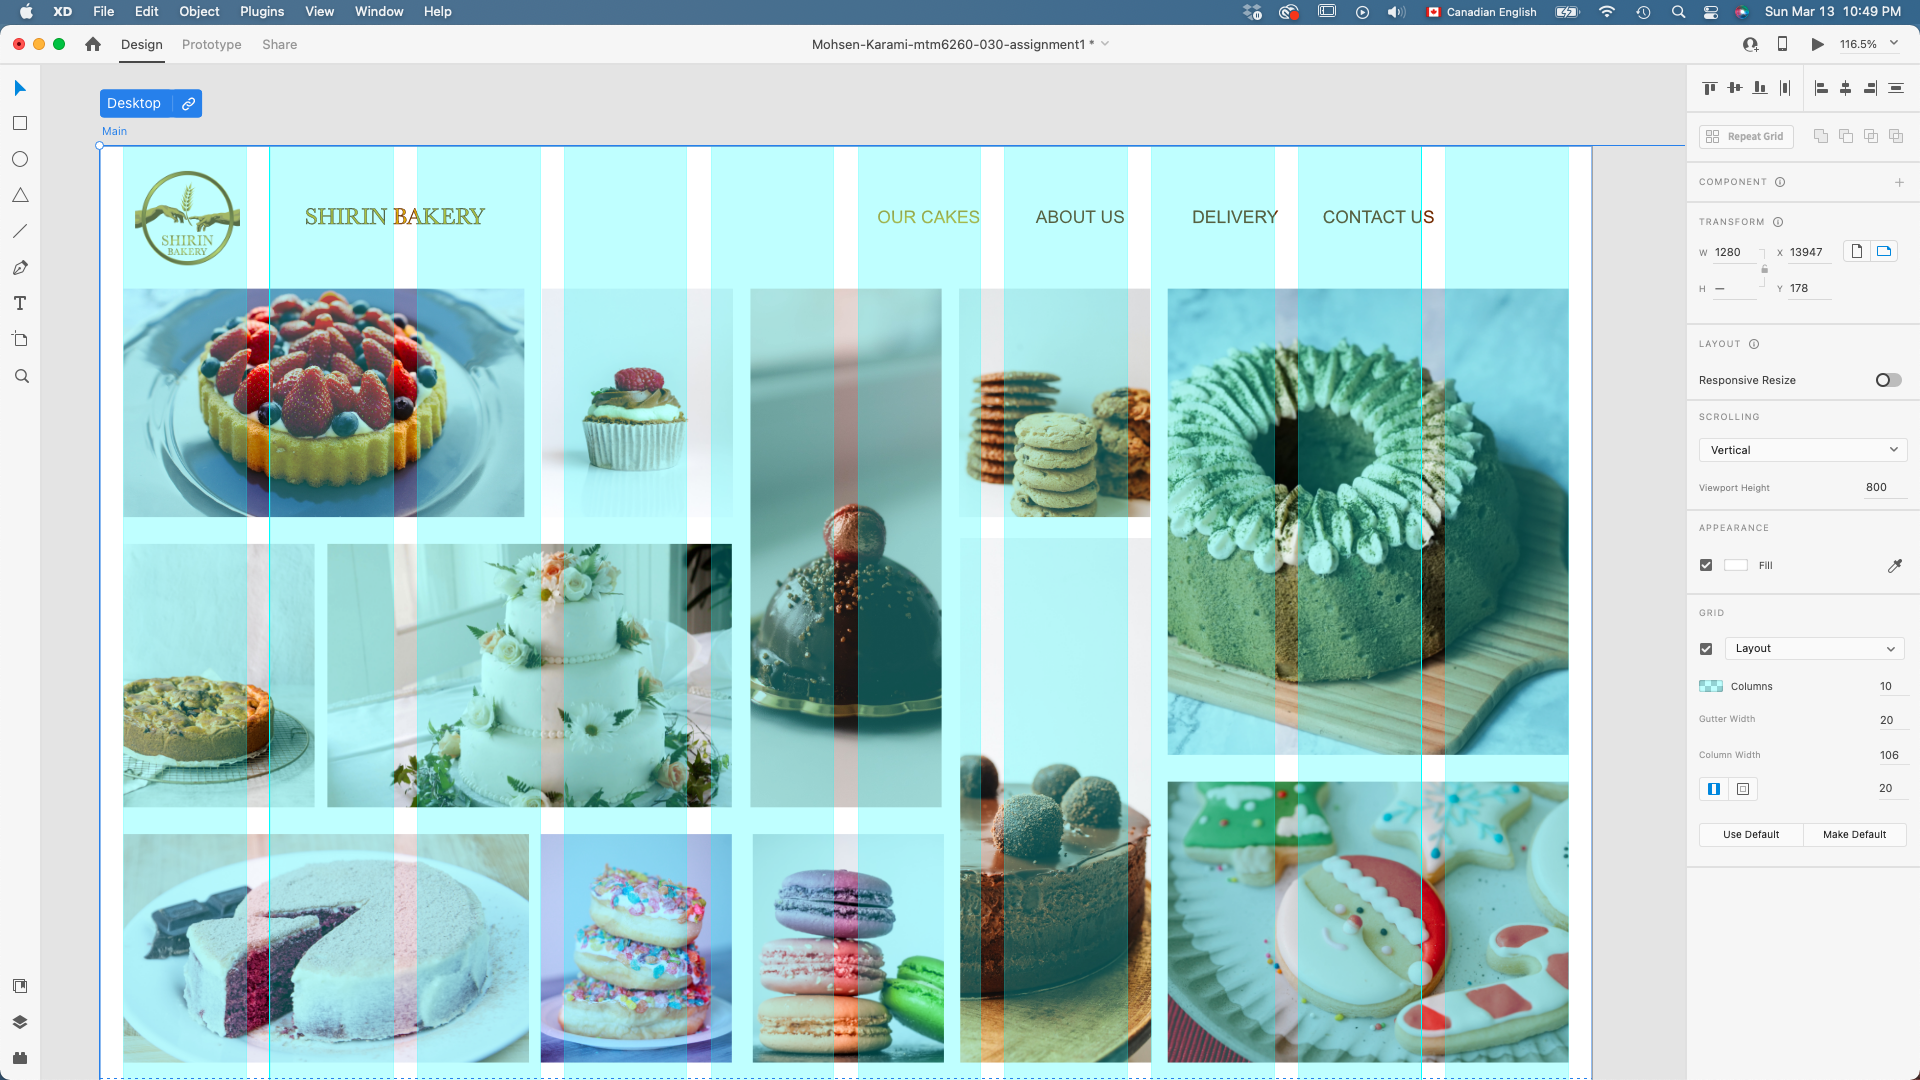 XD File Edit Object Plugins View Window Help
Canadian English Sun Mar 13 10:49 PM
Design Prototype Share
Mohsen-Karami-mtm6260-030-assignment1 *
116.5%
Desktop
Main
SHIRIN
BAKERY
SHIRIN BAKERY
OUR CAKES ABOUT US DELIVERY CONTACT US
Repeat Grid
COMPONENT
TRANSFORM
W 1280 X 13947
H — Y 178
LAYOUT
Responsive Resize
SCROLLING
Vertical
Viewport Height 800
APPEARANCE
Fill
GRID
Layout
Columns 10
Gutter Width 20
Column Width 106
20
Use Default Make Default